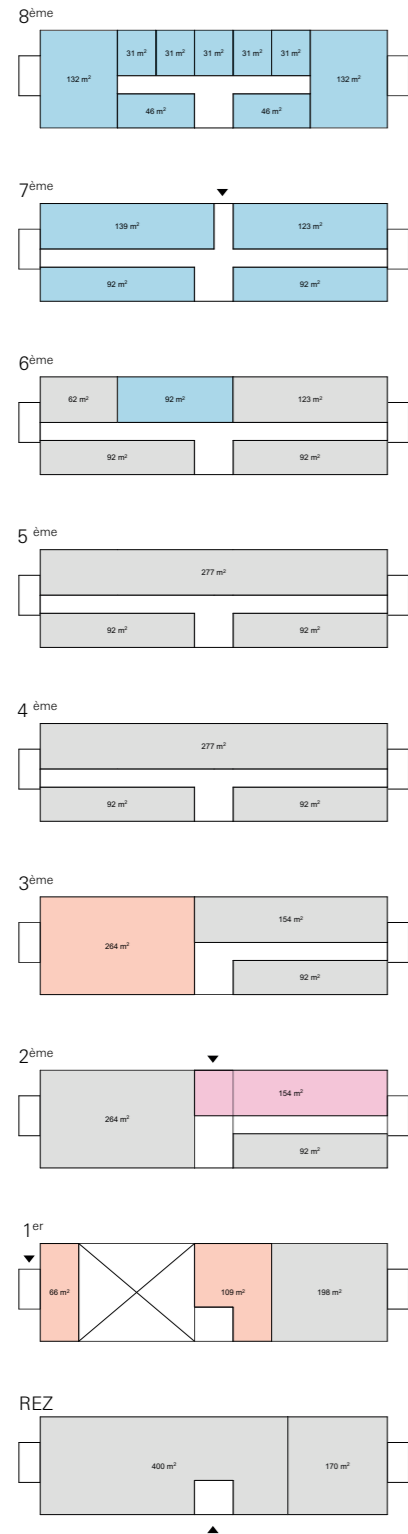 8ème
31 m² 31 m² 31 m² 31 m² 31 m²
132 m² 132 m²
46 m² 46 m²
7ème
139 m² 123 m²
92 m² 92 m²
6ème
62 m² 92 m² 123 m²
92 m² 92 m²
5 ème
277 m²
92 m² 92 m²
4 ème
277 m²
92 m² 92 m²
3ème
154 m²
264 m²
92 m²
2ème
154 m²
264 m²
92 m²
1er
66 m² 109 m² 198 m²
REZ
400 m² 170 m²